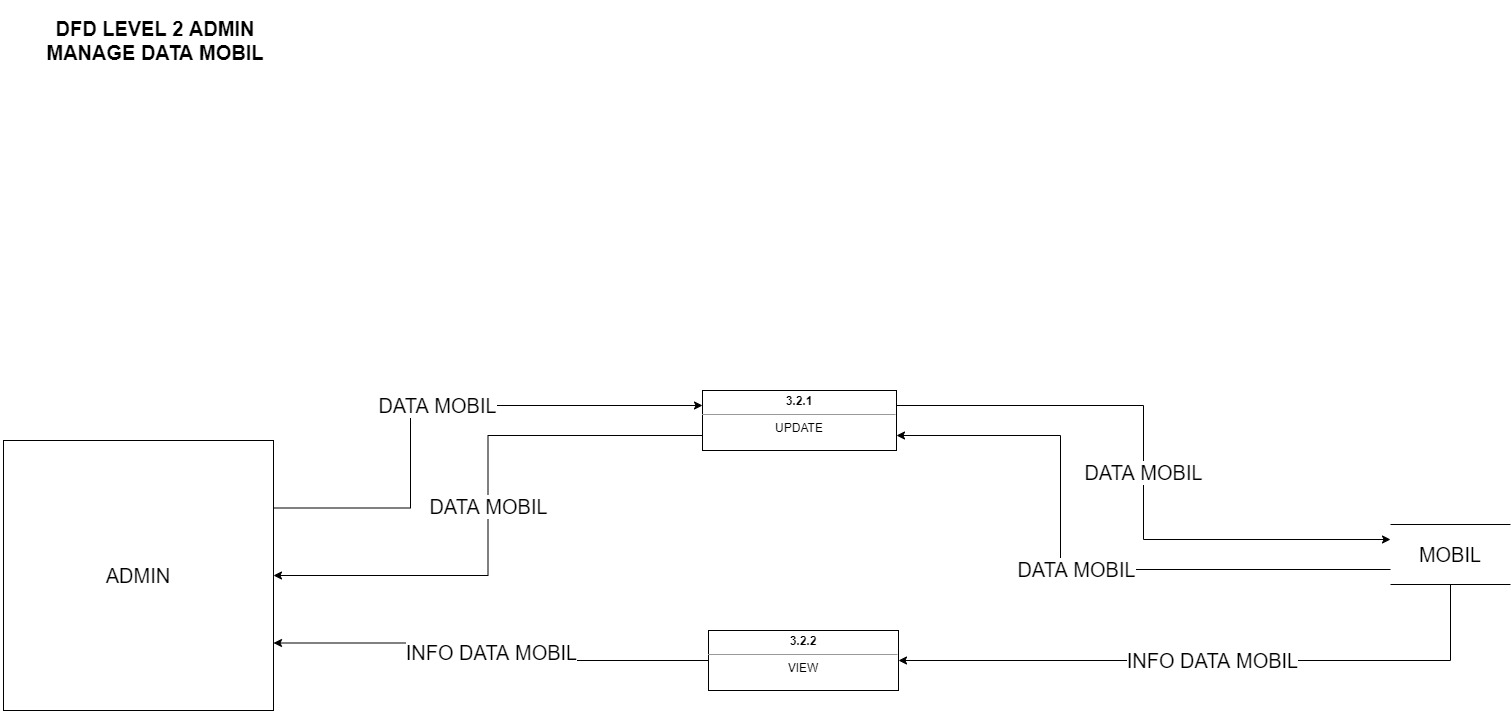 DFD LEVEL 2 ADMIN
MANAGE DATA MOBIL
DATA MOBIL
3.2.1
UPDATE
DATA MOBIL
DATA MOBIL
ADMIN
MOBIL
DATA MOBIL
3.2.2
VIEW
INFO DATA MOBIL
INFO DATA MOBIL